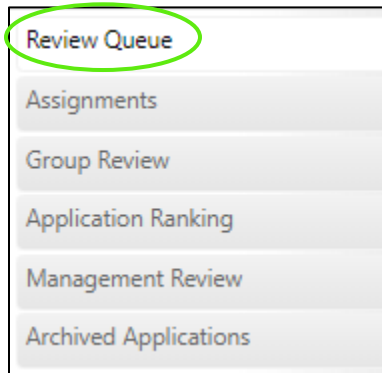 Review Queue
Assignments
Group Review
Application Ranking
Management Review
Archived Applications